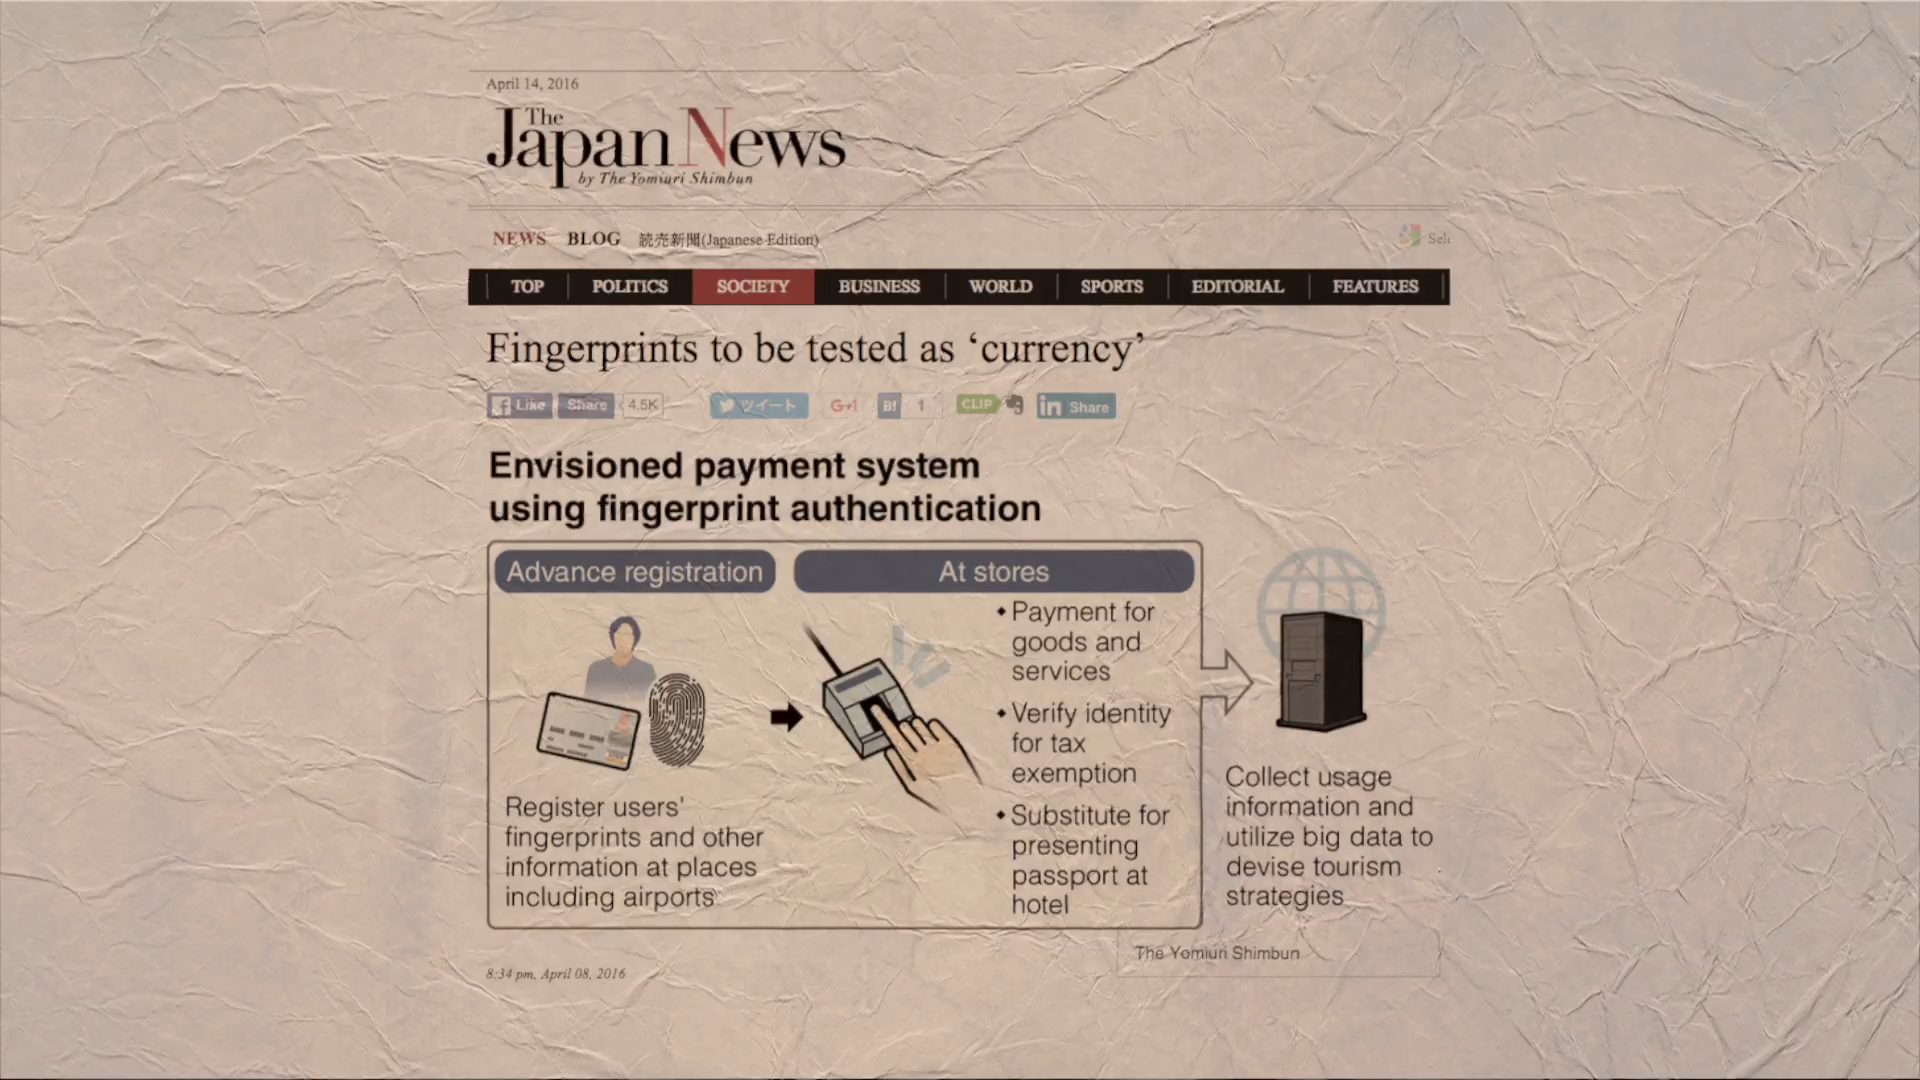 April 14, 2016
The
Japan News
by The Yomiuri Shimbun
NEWS BLOG 読売新聞(Japanese Edition)
TOP POLITICS SOCIETY BUSINESS WORLD SPORTS EDITORIAL FEATURES
Fingerprints to be tested as ‘currency’
Like Share 4.5K ツイート G+1 B! 1 CLIP in Share
Envisioned payment system
using fingerprint authentication
Advance registration
Register users'
fingerprints and other
information at places
including airports
At stores
• Payment for
goods and
services
• Verify identity
for tax
exemption
• Substitute for
presenting
passport at
hotel
Collect usage
information and
utilize big data to
devise tourism
strategies
The Yomiuri Shimbun
8:34 pm, April 08, 2016